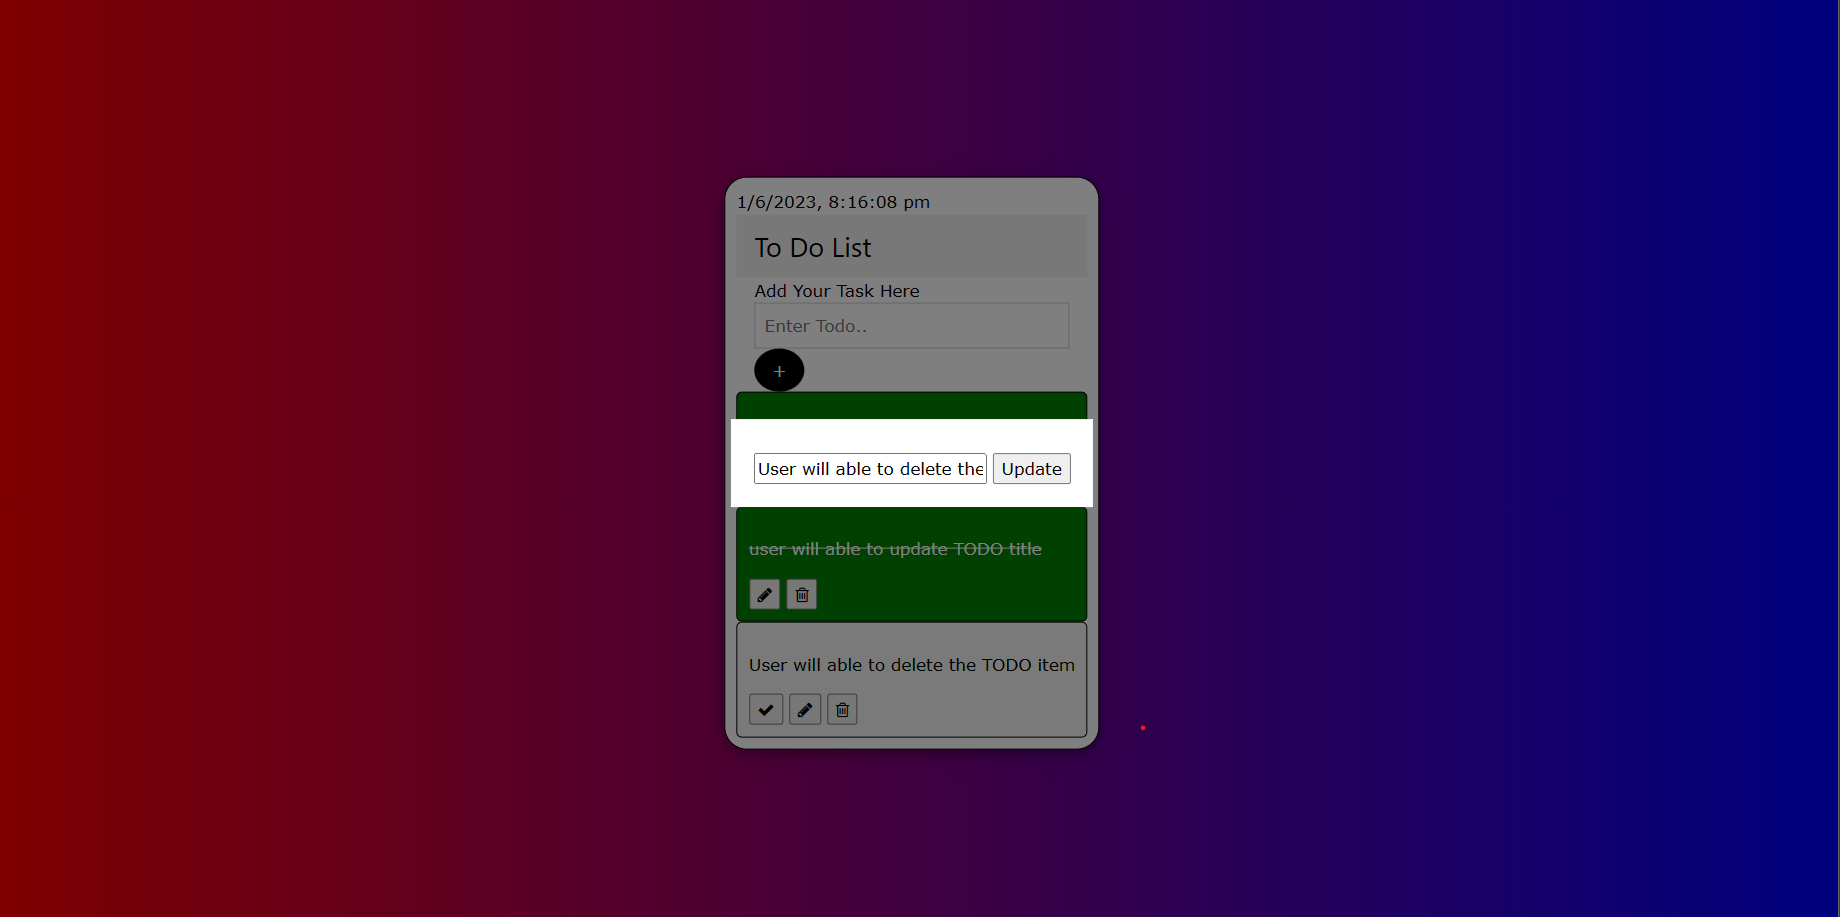 1/6/2023, 8:16:08 pm
To Do List
Add Your Task Here
Enter Todo..
+
User will able to delete the
Update
user will able to update TODO title
User will able to delete the TODO item